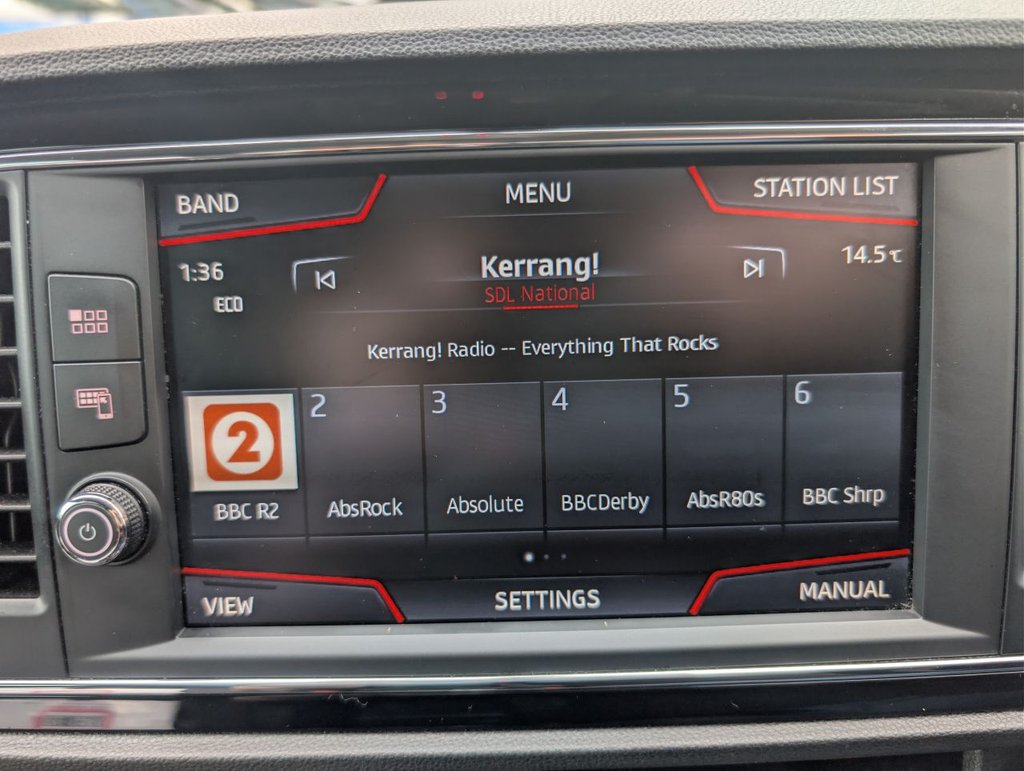 BAND
MENU
STATION LIST
1:36
ECO
Kerrang!
SDL National
14.5℃
Kerrang! Radio -- Everything That Rocks
2
BBC R2
2
AbsRock
3
Absolute
4
BBCDerby
5
AbsR80s
6
BBC Shrp
VIEW
SETTINGS
MANUAL